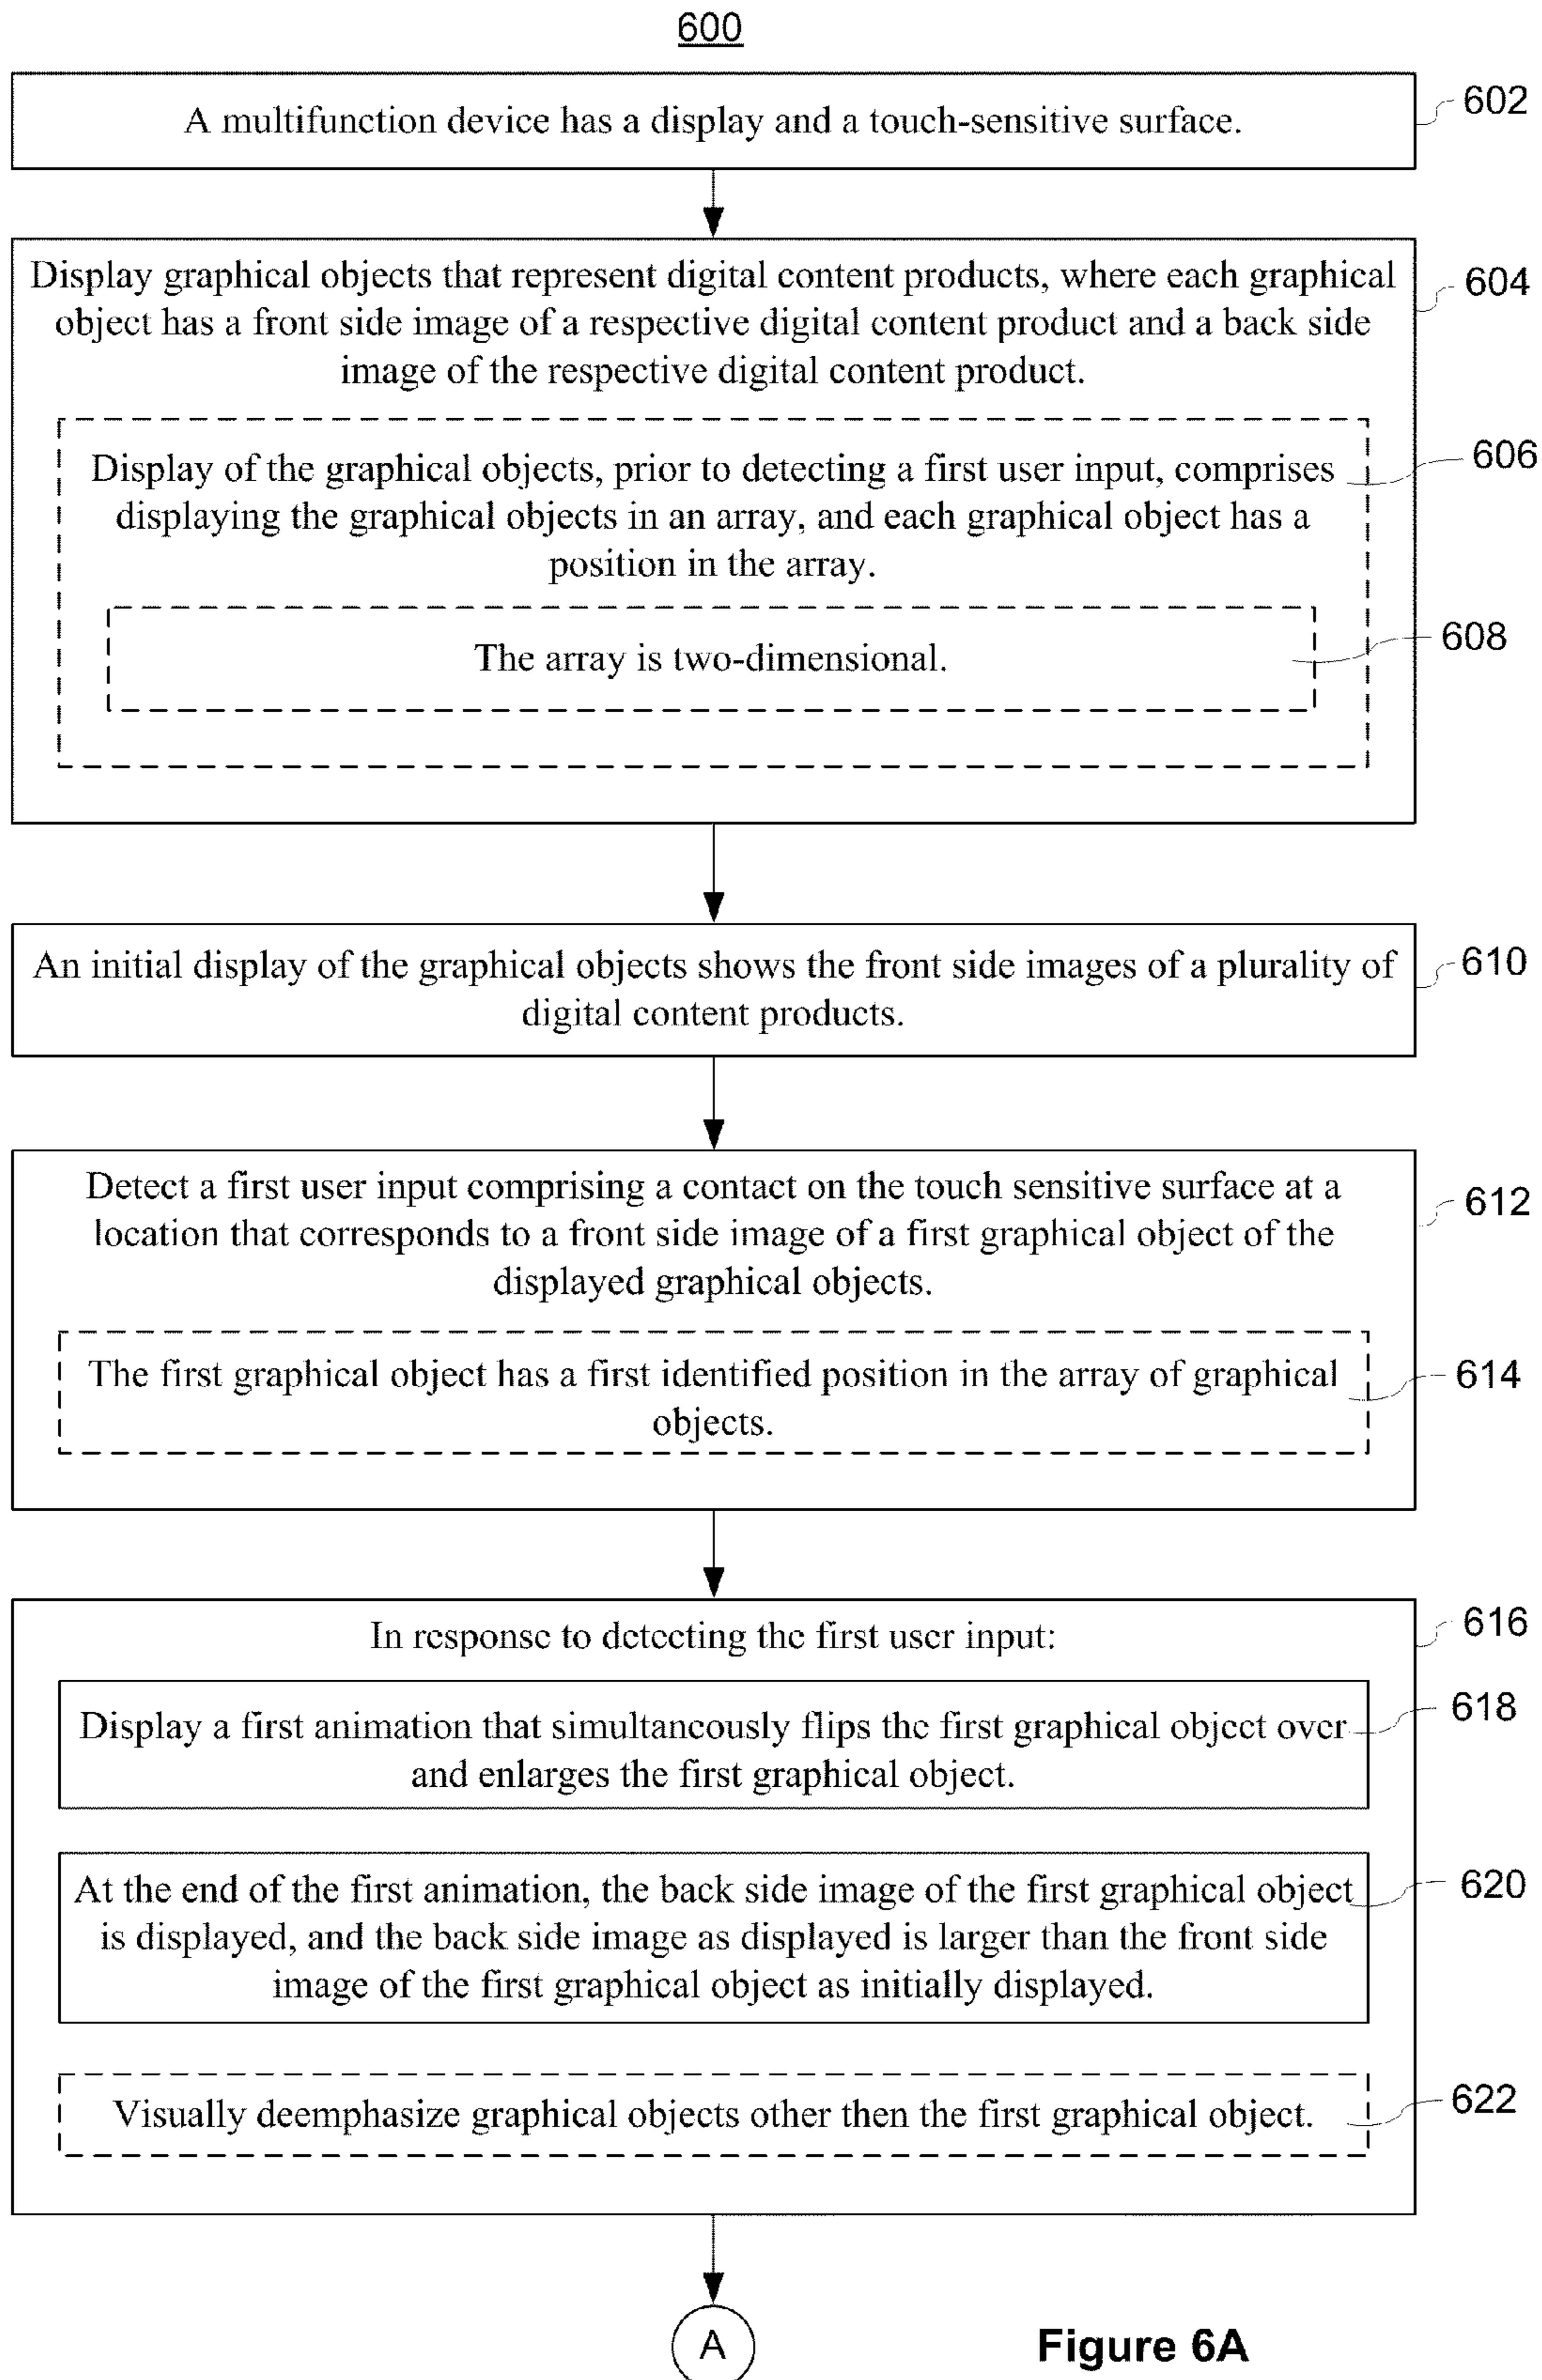 600
A multifunction device has a display and a touch-sensitive surface.
602
Display graphical objects that represent digital content products, where each graphical
object has a front side image of a respective digital content product and a back side
image of the respective digital content product.
604
Display of the graphical objects, prior to detecting a first user input, comprises
displaying the graphical objects in an array, and each graphical object has a
position in the array.
606
The array is two-dimensional.
608
An initial display of the graphical objects shows the front side images of a plurality of
digital content products.
610
Detect a first user input comprising a contact on the touch sensitive surface at a
location that corresponds to a front side image of a first graphical object of the
displayed graphical objects.
612
The first graphical object has a first identified position in the array of graphical
objects.
614
In response to detecting the first user input:
616
Display a first animation that simultaneously flips the first graphical object over
and enlarges the first graphical object.
618
At the end of the first animation, the back side image of the first graphical object
is displayed, and the back side image as displayed is larger than the front side
image of the first graphical object as initially displayed.
620
Visually deemphasize graphical objects other then the first graphical object.
622
A
Figure 6A